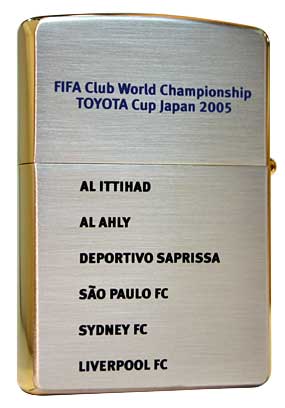 FIFA Club World Championship
TOYOTA Cup Japan 2005
AL ITTIHAD
AL AHLY
DEPORTIVO SAPRISSA
SÃO PAULO FC
SYDNEY FC
LIVERPOOL FC